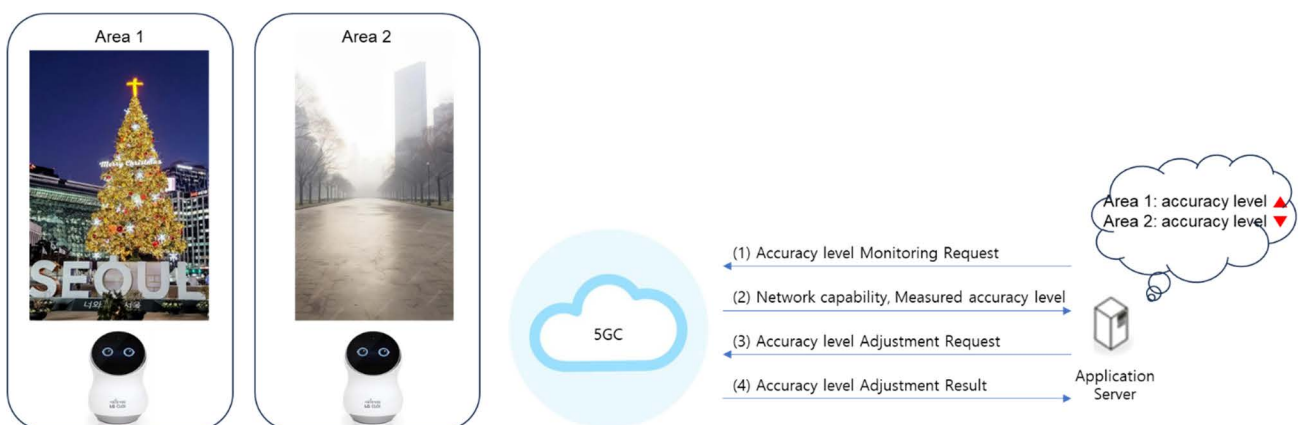 Area 1
Area 2
Merry Christmas
SEOUL
Area 1: accuracy level
Area 2: accuracy level
(1) Accuracy level Monitoring Request
(2) Network capability, Measured accuracy level
5GC
(3) Accuracy level Adjustment Request
(4) Accuracy level Adjustment Result
Application
Server